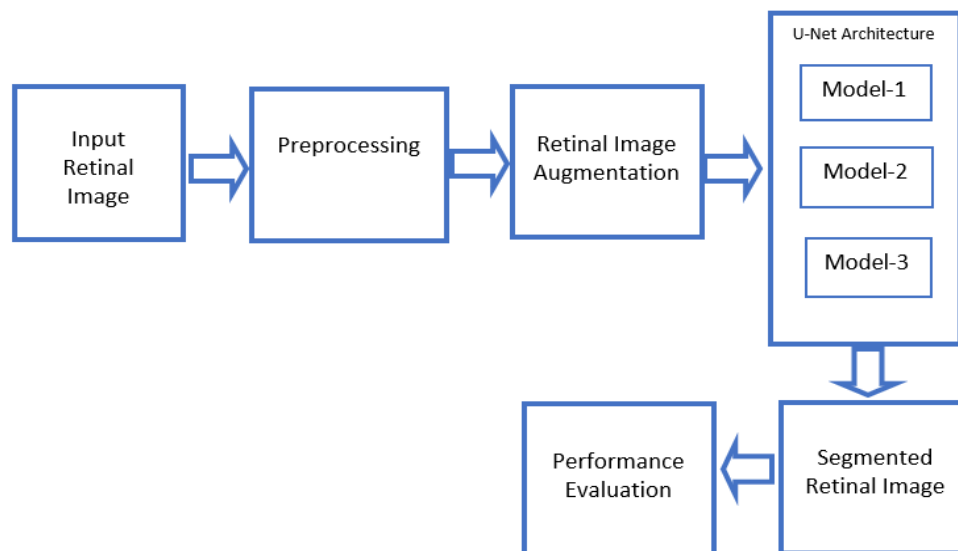 Input
Retinal
Image
Preprocessing
Retinal Image
Augmentation
U-Net Architecture
Model-1
Model-2
Model-3
Segmented
Retinal Image
Performance
Evaluation